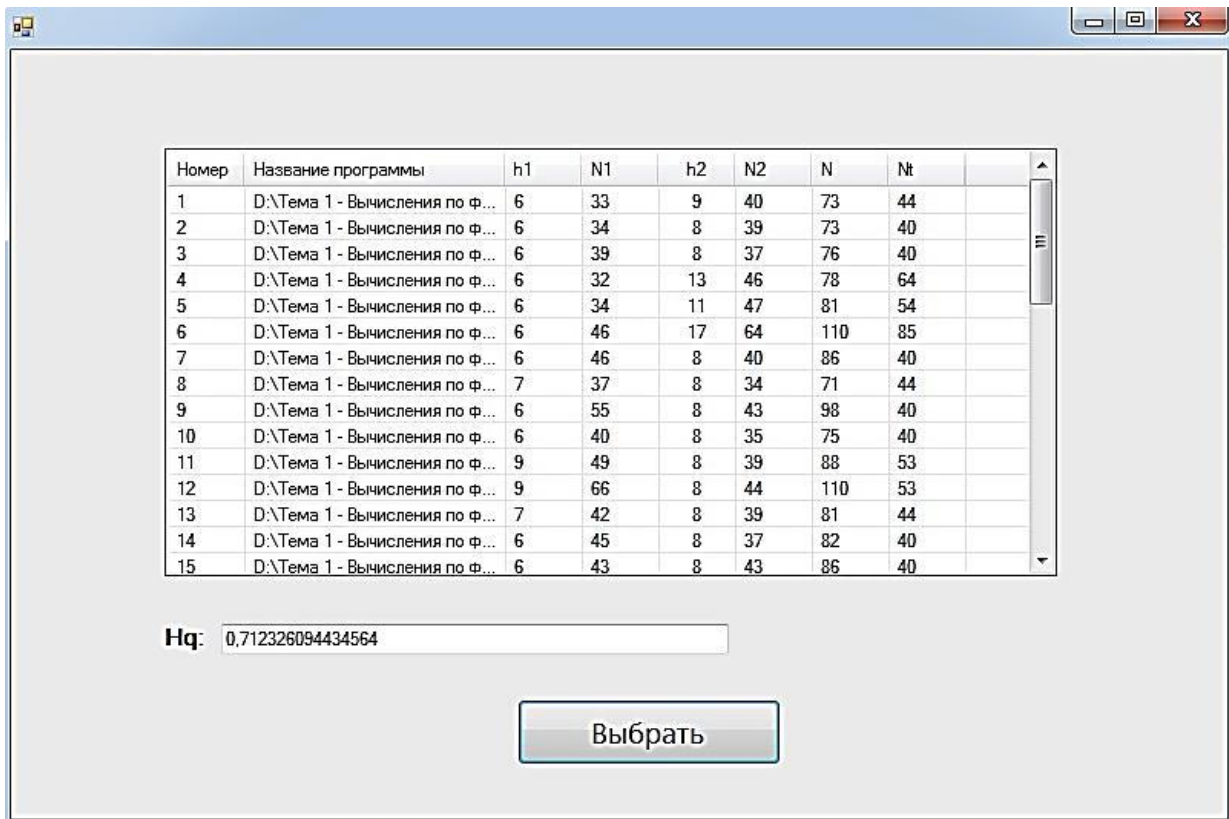 Номер Название программы h1 N1 h2 N2 N Nt
1 D:\Тема 1 - Вычисления по ф... 6 33 9 40 73 44
2 D:\Тема 1 - Вычисления по ф... 6 34 8 39 73 40
3 D:\Тема 1 - Вычисления по ф... 6 39 8 37 76 40
4 D:\Тема 1 - Вычисления по ф... 6 32 13 46 78 64
5 D:\Тема 1 - Вычисления по ф... 6 34 11 47 81 54
6 D:\Тема 1 - Вычисления по ф... 6 46 17 64 110 85
7 D:\Тема 1 - Вычисления по ф... 6 46 8 40 86 40
8 D:\Тема 1 - Вычисления по ф... 7 37 8 34 71 44
9 D:\Тема 1 - Вычисления по ф... 6 55 8 43 98 40
10 D:\Тема 1 - Вычисления по ф... 6 40 8 35 75 40
11 D:\Тема 1 - Вычисления по ф... 9 49 8 39 88 53
12 D:\Тема 1 - Вычисления по ф... 9 66 8 44 110 53
13 D:\Тема 1 - Вычисления по ф... 7 42 8 39 81 44
14 D:\Тема 1 - Вычисления по ф... 6 45 8 37 82 40
15 D:\Тема 1 - Вычисления по ф... 6 43 8 43 86 40
Hq: 0,712326094434564
Выбрать